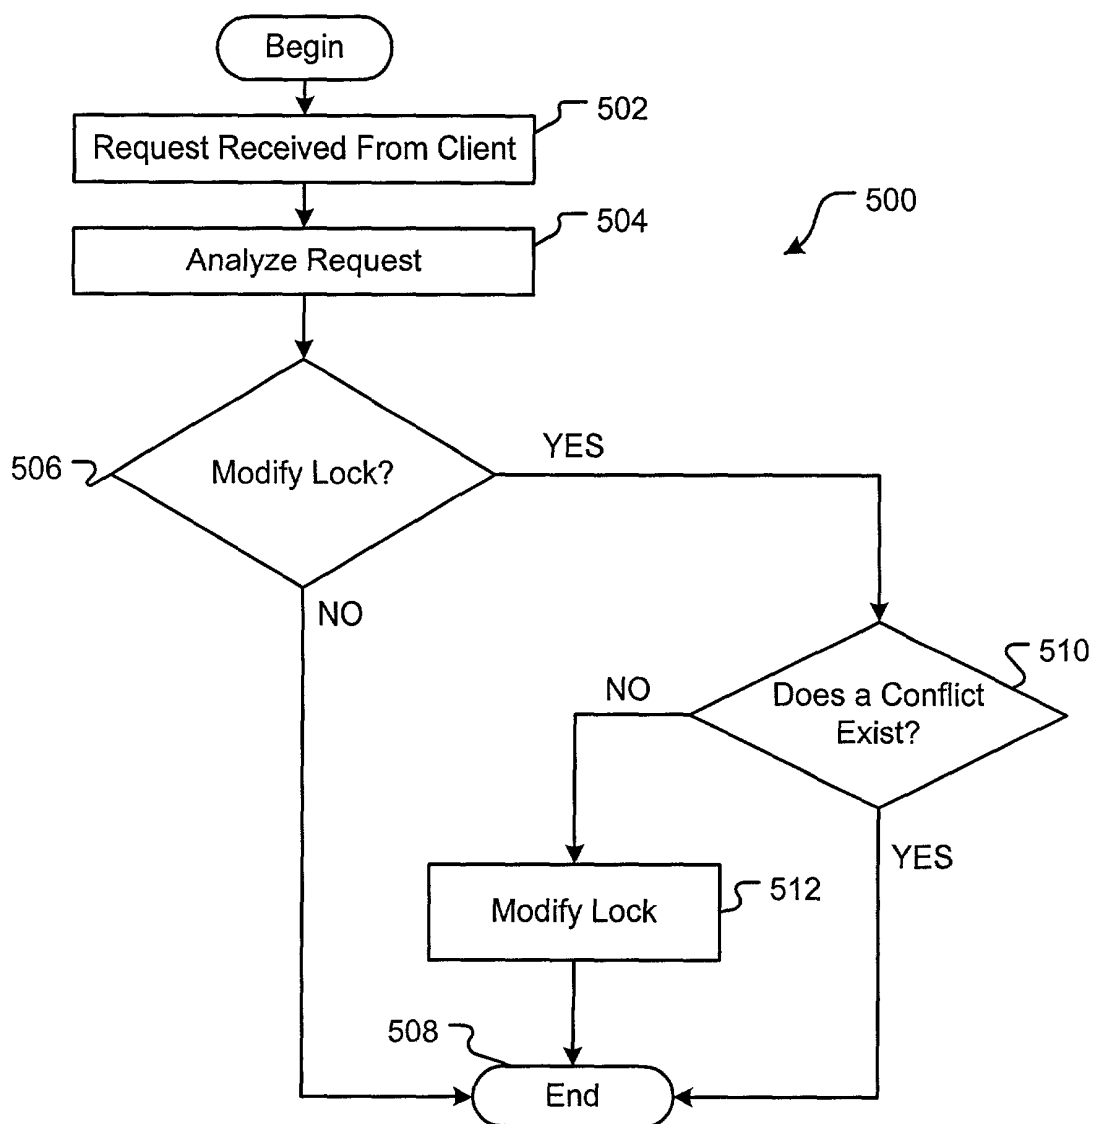 Begin
502
Request Received From Client
504
500
Analyze Request
YES
506
Modify Lock?
NO
510
NO
Does a Conflict
Exist?
YES
512
Modify Lock
508
End